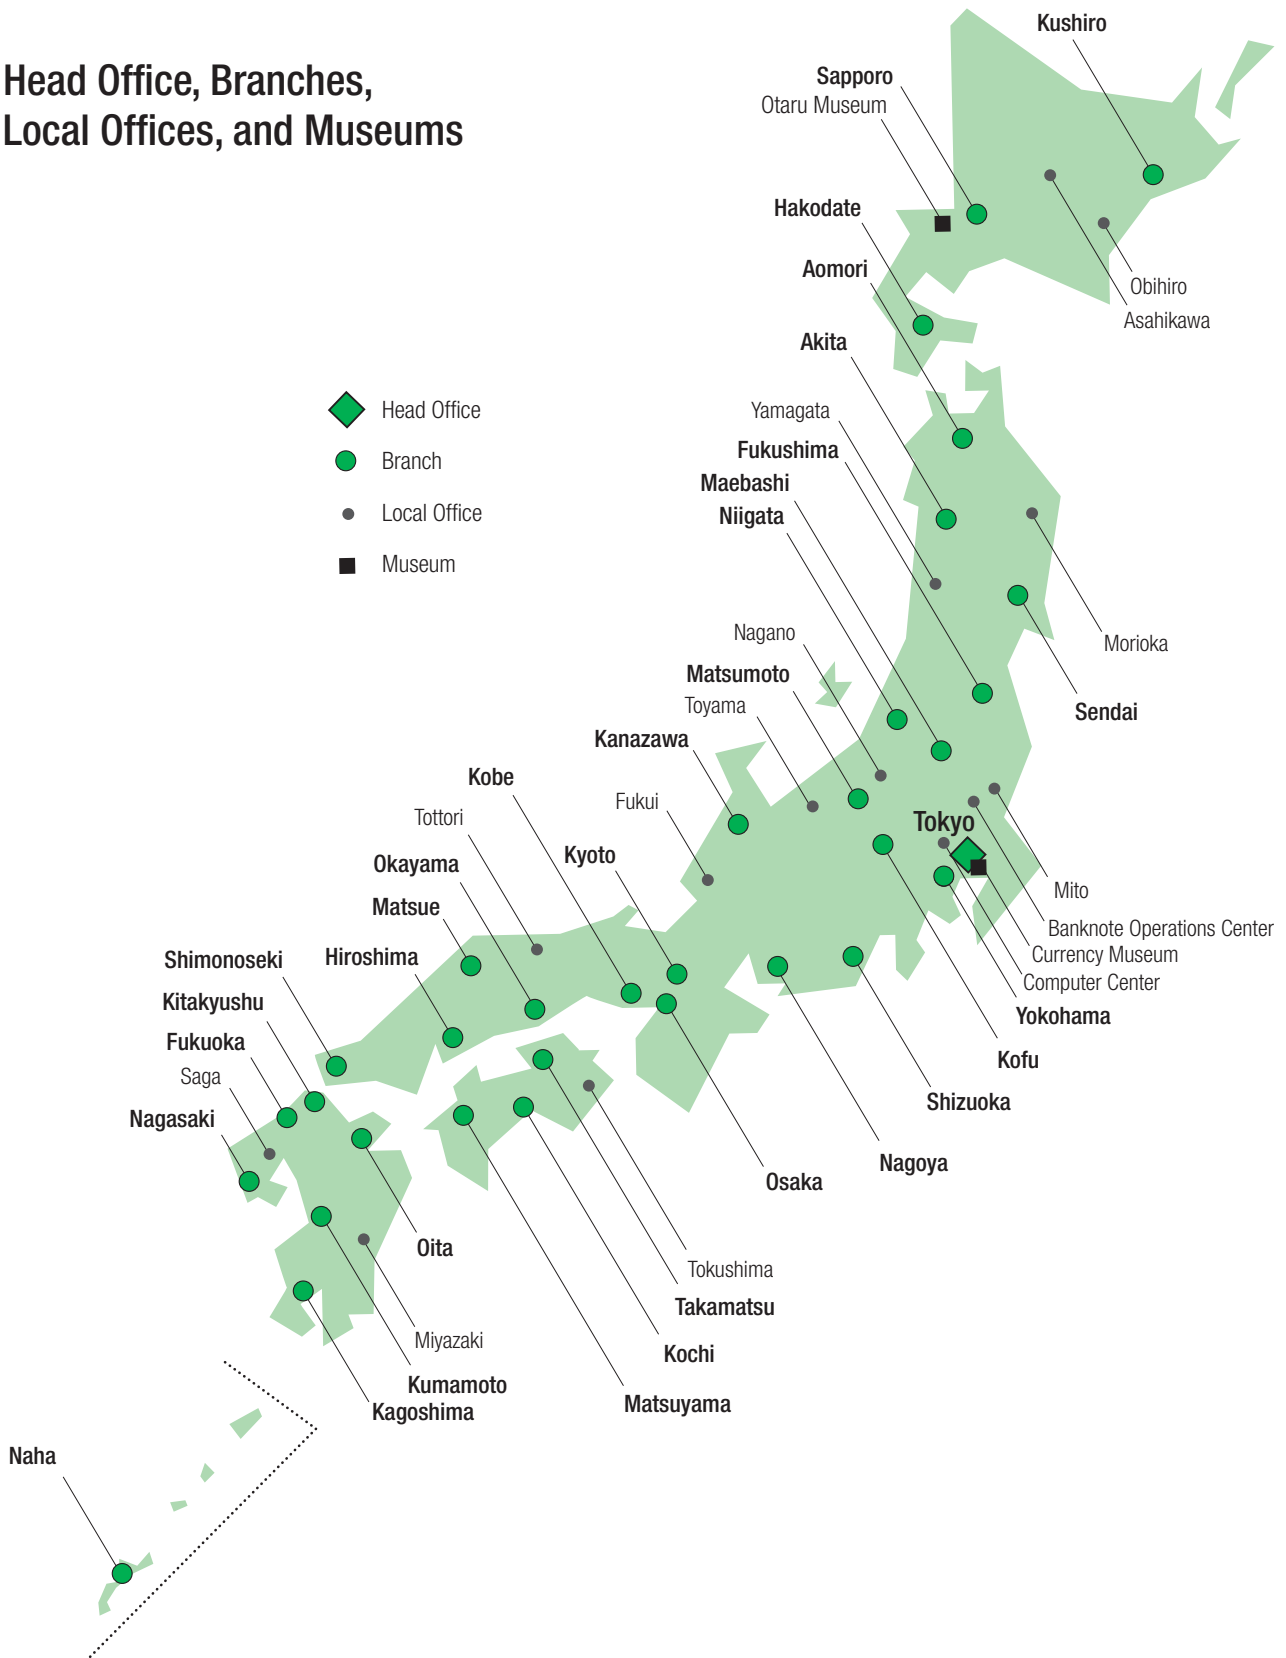 Head Office, Branches,
Local Offices, and Museums
Kushiro
Sapporo
Otaru Museum
Hakodate
Aomori
Obihiro
Asahikawa
Akita
Head Office
Yamagata
Fukushima
Branch
Maebashi
Niigata
Local Office
Museum
Nagano
Morioka
Matsumoto
Toyama
Sendai
Kanazawa
Kobe
Fukui
Tottori
Tokyo
Kyoto
Okayama
Mito
Matsue
Banknote Operations Center
Currency Museum
Hiroshima
Shimonoseki
Computer Center
Kitakyushu
Yokohama
Fukuoka
Kofu
Saga
Shizuoka
Nagasaki
Nagoya
Osaka
Oita
Tokushima
Takamatsu
Miyazaki
Kochi
Kumamoto
Matsuyama
Kagoshima
Naha